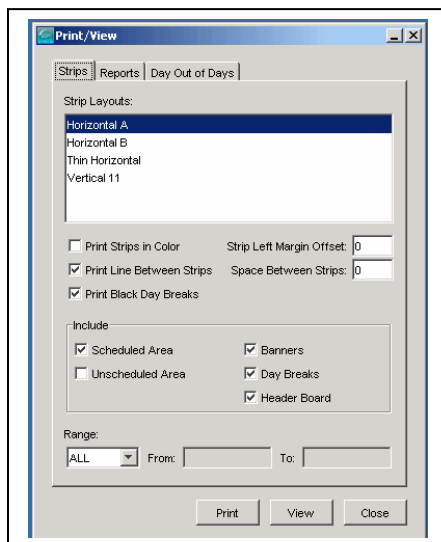 Print/View
Strips Reports Day Out of Days
Strip Layouts:
Horizontal A
Horizontal B
Thin Horizontal
Vertical 11
Print Strips in Color Strip Left Margin Offset: 0
Print Line Between Strips Space Between Strips: 0
Print Black Day Breaks
Include
Scheduled Area Banners
Unscheduled Area Day Breaks
Header Board
Range:
ALL From: To:
Print View Close